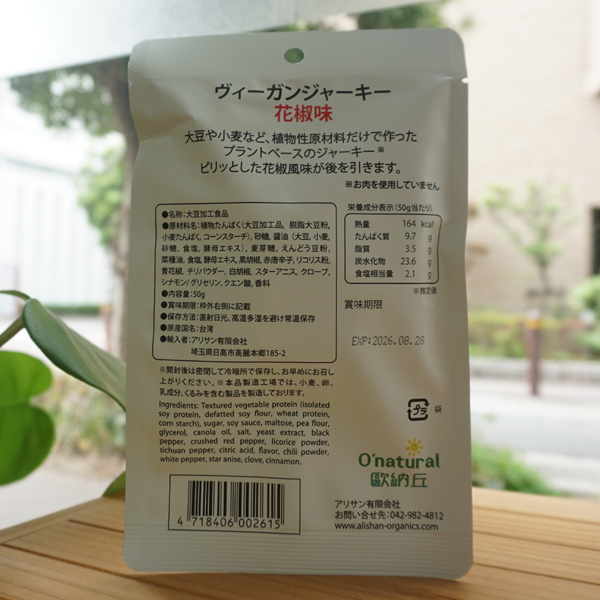 ヴィーガンジャーキー
花椒味
大豆や小麦など、植物性原材料だけで作った
プラントベースのジャーキー※
ピリッとした花椒風味が後を引きます。
※お肉を使用していません
●名称:大豆加工食品
●原材料名:植物たんぱく(大豆加工品、脱脂大豆粉、
小麦たんぱく、コーンスターチ)、砂糖、醤油(大豆、小麦、
砂糖、食塩、酵母エキス)、麦芽糖、えんどう豆粉、
菜種油、食塩、酵母エキス、黒胡椒、赤唐辛子、リコリス粉、
青花椒、チリパウダー、白胡椒、スターアニス、クローブ、
シナモン/グリセリン、クエン酸、香料
●内容量:50g
●賞味期限:枠外右側に記載
●保存方法:直射日光、高温多湿を避け常温保存
●原産国名:台湾
●輸入者:アリサン有限会社
埼玉県日高市高麗本郷185-2
栄養成分表示(50g当たり)
熱量 164 kcal
たんぱく質 9.7 g
脂質 3.5 g
炭水化物 23.6 g
食塩相当量 2.1 g
※推定値
賞味期限
EXP:2026.08.28
※開封後は密閉して冷暗所で保存し、お早めにお召
し上がりください。※本品製造工場では、小麦、卵、
乳成分、くるみを含む製品を製造しております。
Ingredients: Textured vegetable protein (isolated
soy protein, defatted soy flour, wheat protein,
corn starch), sugar, soy sauce, maltose, pea flour,
glycerol, canola oil, salt, yeast extract, black
pepper, crushed red pepper, licorice powder,
sichuan pepper, citric acid, flavor, chili powder,
white pepper, star anise, clove, cinnamon.
プラ
袋
O'natural
歐納丘
4 718406 002615
アリサン有限会社
お問い合せ先:042-982-4812
www.alishan-organics.com